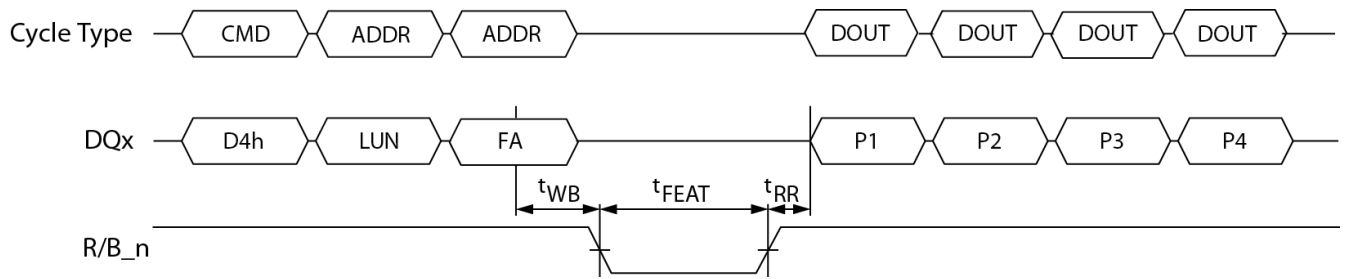 Cycle Type CMD ADDR ADDR DOUT DOUT DOUT DOUT
DQx D4h LUN FA P1 P2 P3 P4
tWB tFEAT tRR
R/B_n